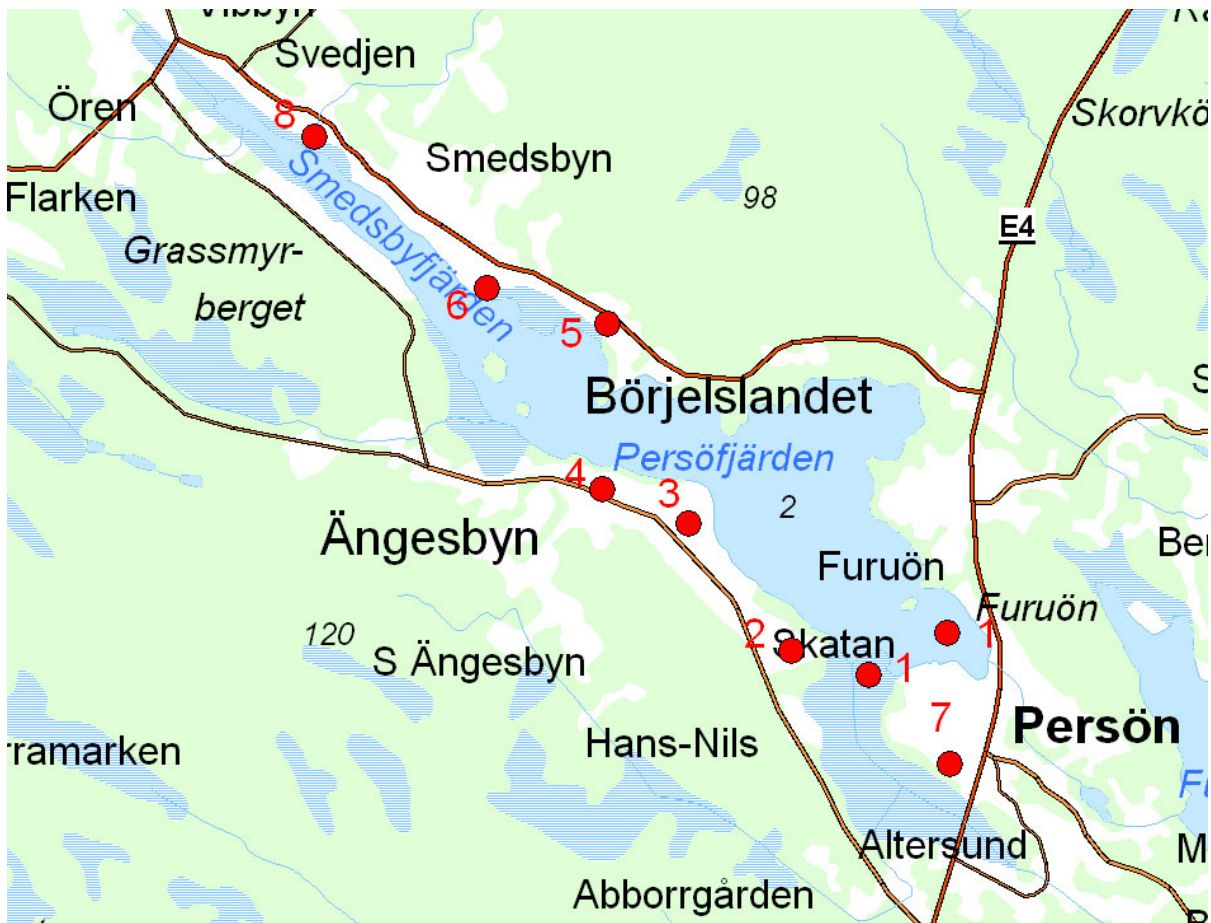 Vibbyn
Svedjen
Ören
8
Skorvkö
Smedsbyn
98
Flarken
E4
Grassmyr-
berget
Smedsbyfjärden
6
5
Börjelslandet
Persöfjärden
4
3
2
Ängesbyn
Furuön
Furuön
120
S Ängesbyn
2
Skatan
1
1
7
Persön
Hans-Nils
rramarken
Altersund
Abborrgården